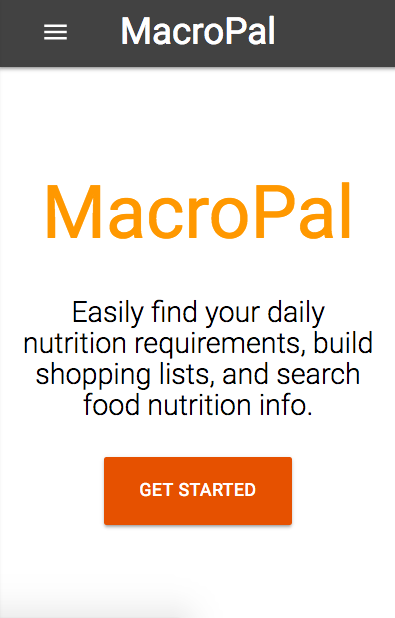 MacroPal
MacroPal
Easily find your daily
nutrition requirements, build
shopping lists, and search
food nutrition info.
GET STARTED